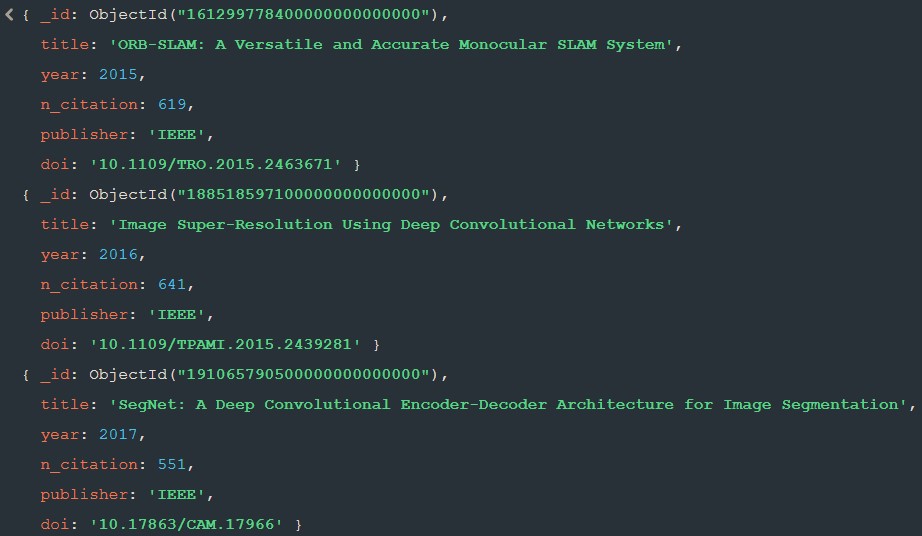 { _id: ObjectId("161299778400000000000000"),
title: 'ORB-SLAM: A Versatile and Accurate Monocular SLAM System',
year: 2015,
n_citation: 619,
publisher: 'IEEE',
doi: '10.1109/TRO.2015.2463671' }
{ _id: ObjectId("188518597100000000000000"),
title: 'Image Super-Resolution Using Deep Convolutional Networks',
year: 2016,
n_citation: 641,
publisher: 'IEEE',
doi: '10.1109/TPAMI.2015.2439281' }
{ _id: ObjectId("191065790500000000000000"),
title: 'SegNet: A Deep Convolutional Encoder-Decoder Architecture for Image Segmentation',
year: 2017,
n_citation: 551,
publisher: 'IEEE',
doi: '10.17863/CAM.17966' }